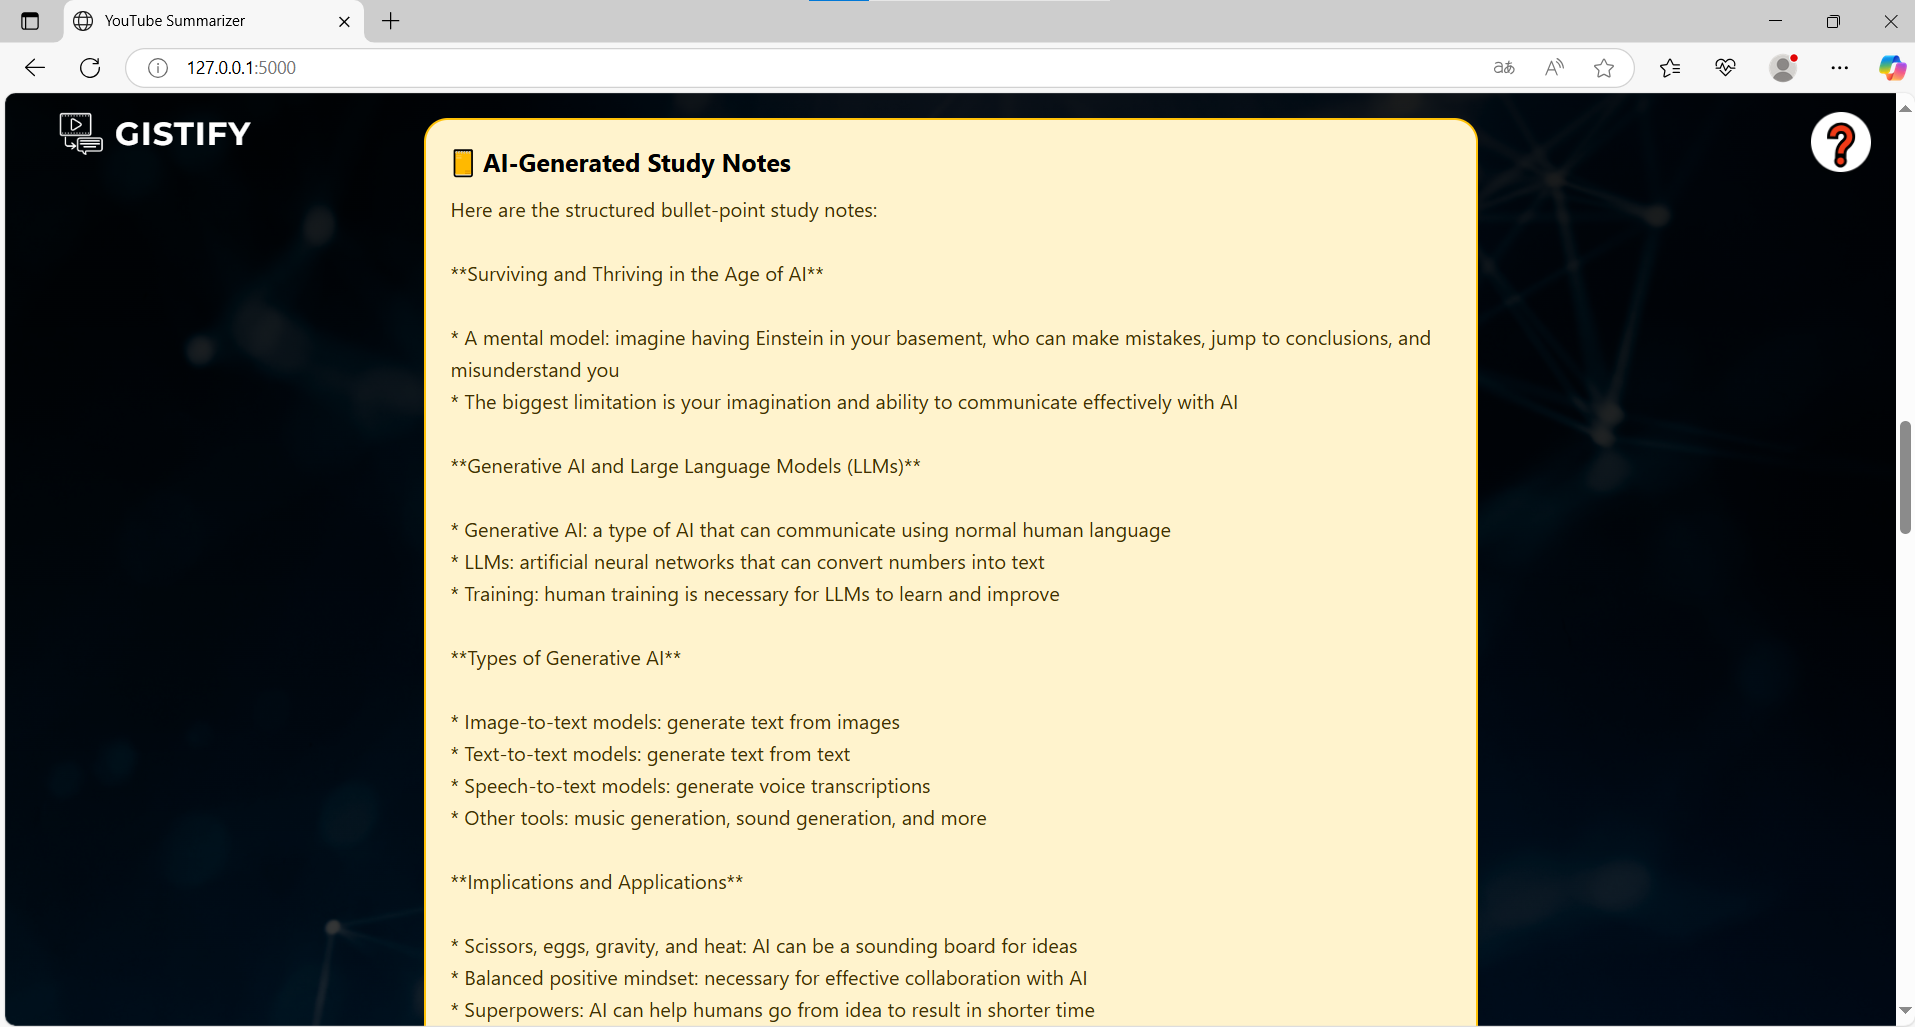 YouTube Summarizer
127.0.0.1:5000
GISTIFY
AI-Generated Study Notes
Here are the structured bullet-point study notes:
**Surviving and Thriving in the Age of AI**
* A mental model: imagine having Einstein in your basement, who can make mistakes, jump to conclusions, and
misunderstand you
* The biggest limitation is your imagination and ability to communicate effectively with AI
**Generative AI and Large Language Models (LLMs)**
* Generative AI: a type of AI that can communicate using normal human language
* LLMs: artificial neural networks that can convert numbers into text
* Training: human training is necessary for LLMs to learn and improve
**Types of Generative AI**
* Image-to-text models: generate text from images
* Text-to-text models: generate text from text
* Speech-to-text models: generate voice transcriptions
* Other tools: music generation, sound generation, and more
**Implications and Applications**
* Scissors, eggs, gravity, and heat: AI can be a sounding board for ideas
* Balanced positive mindset: necessary for effective collaboration with AI
* Superpowers: AI can help humans go from idea to result in shorter time